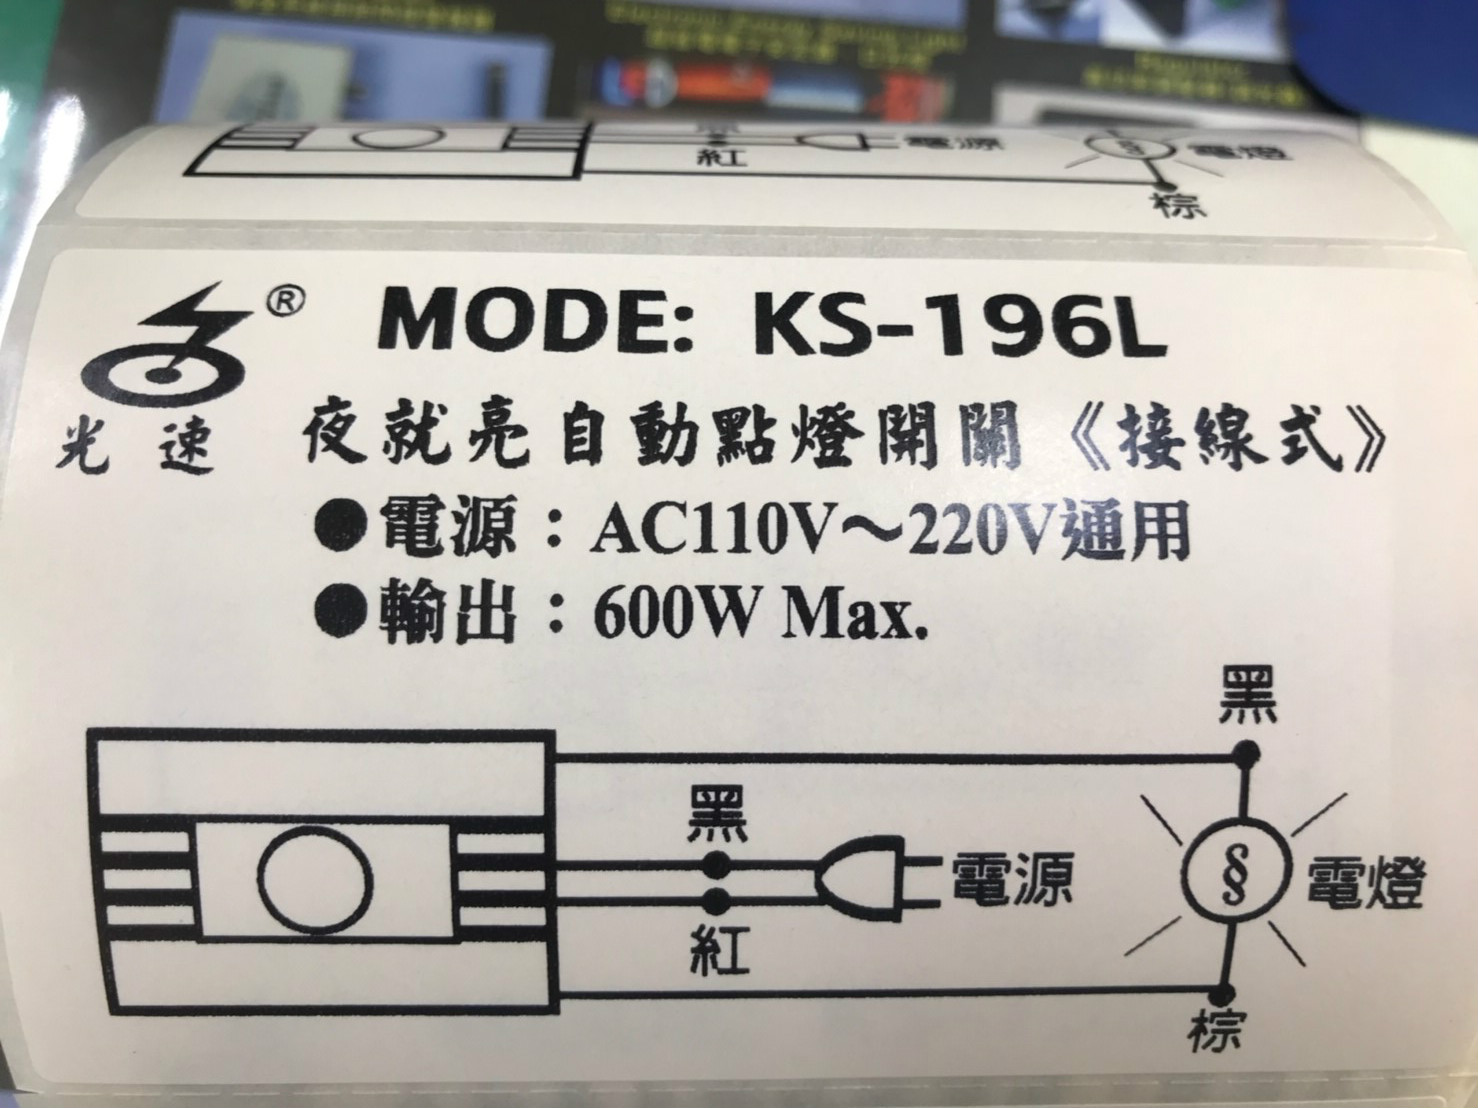 紅
電源
電燈
棕
®
MODE: KS-196L
光速
夜就亮自動點燈開關《接線式》
●電源：AC110V～220V通用
●輸出：600W Max.
黑
黑
電源
電燈
紅
棕